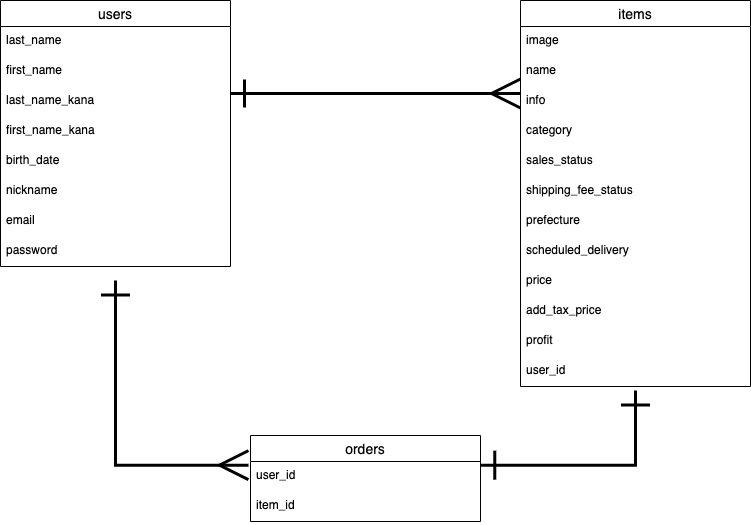 users
last_name
first_name
last_name_kana
first_name_kana
birth_date
nickname
email
password
items
image
name
info
category
sales_status
shipping_fee_status
prefecture
scheduled_delivery
price
add_tax_price
profit
user_id
orders
user_id
item_id